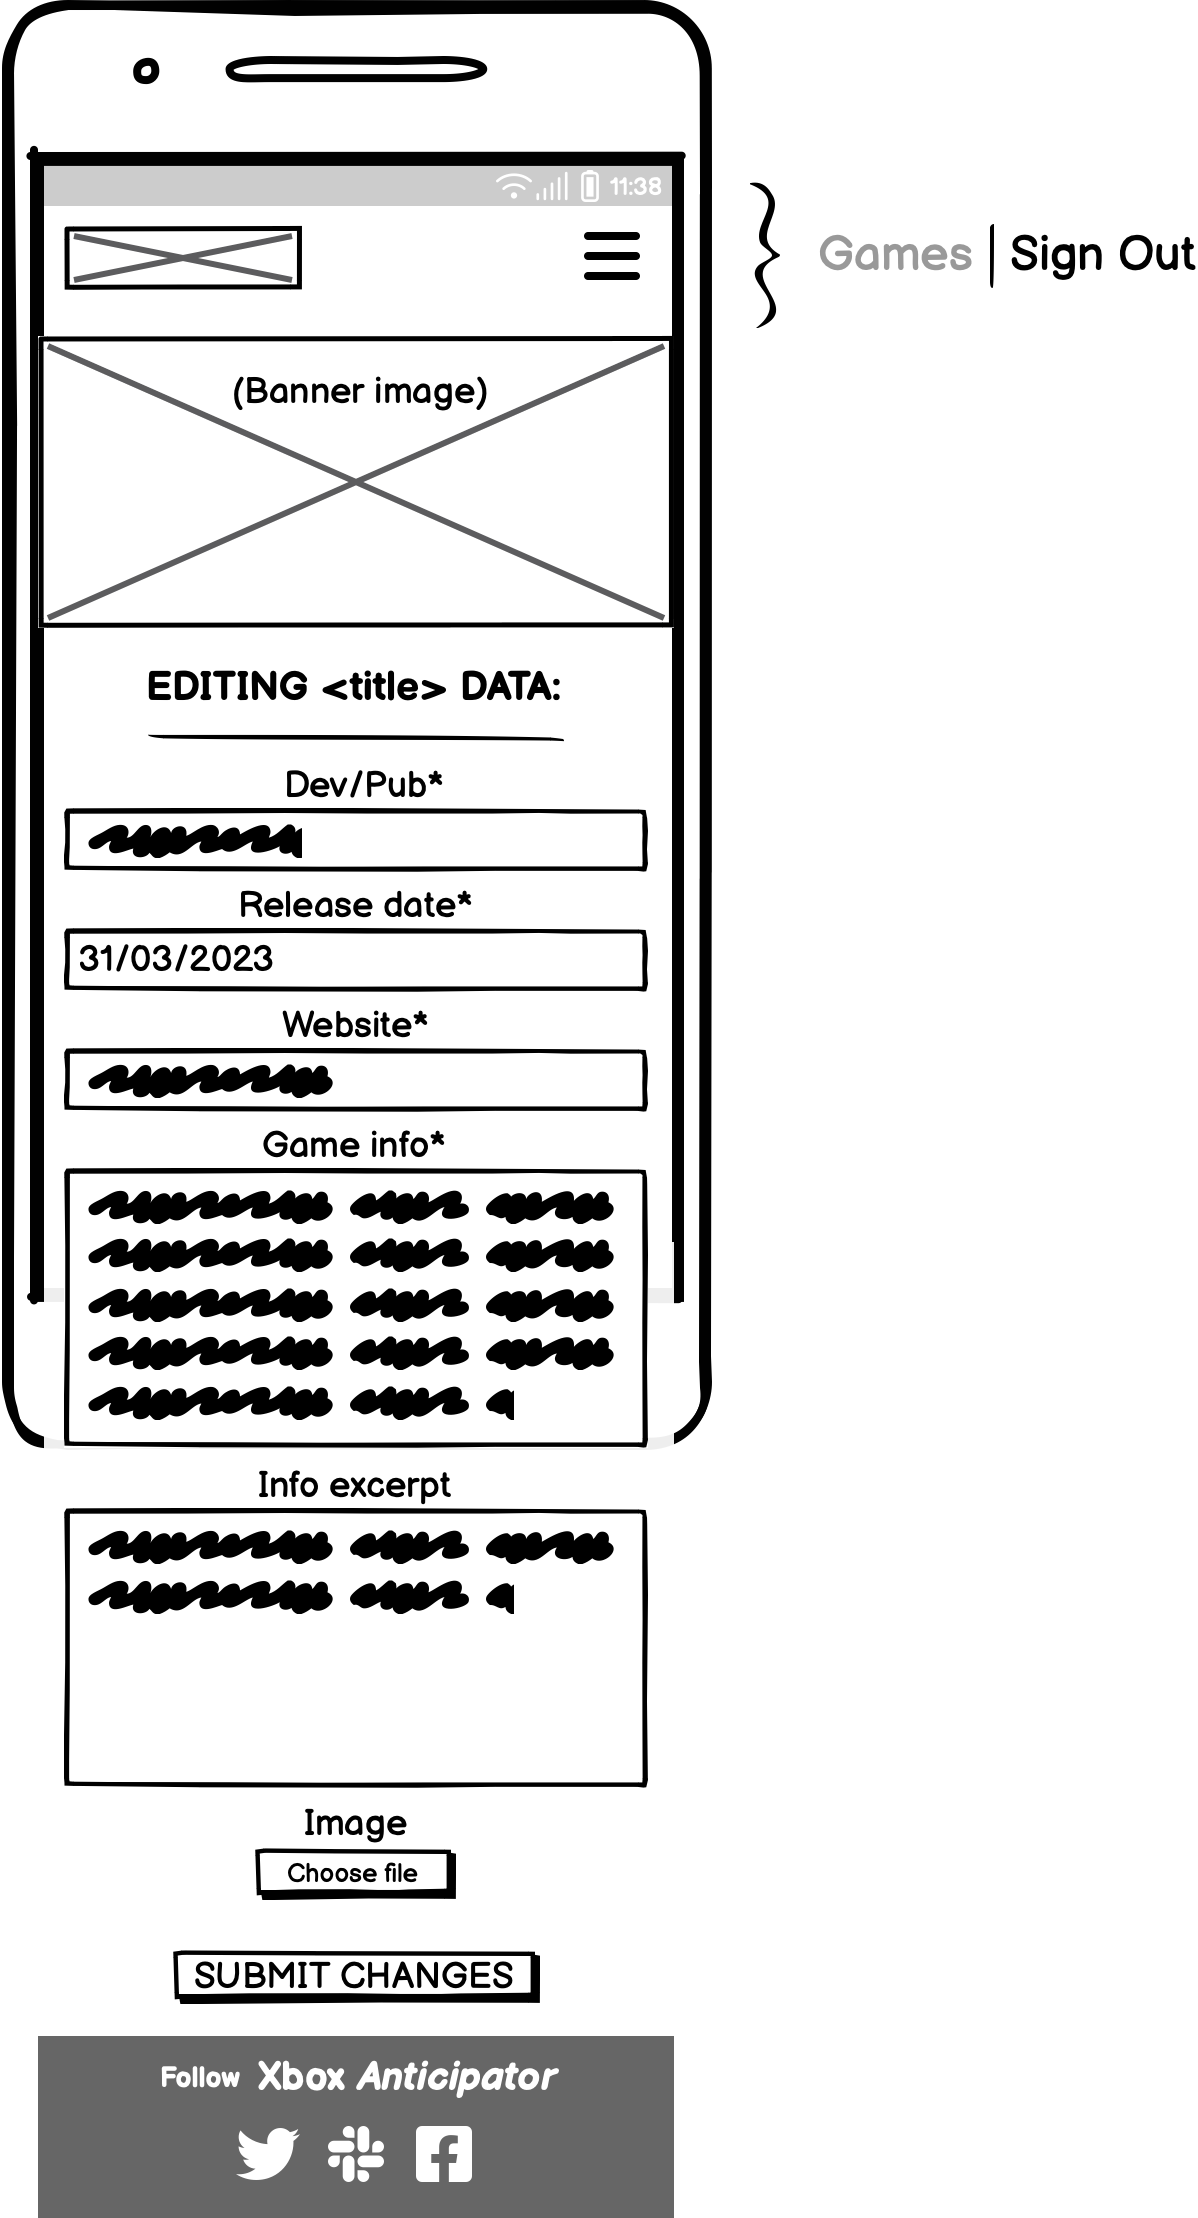 11:38
Games | Sign Out
(Banner image)
EDITING <title> DATA:
Dev/Pub*
Release date*
31/03/2023
Website*
Game info*
Info excerpt
Image
Choose file
SUBMIT CHANGES
Follow Xbox Anticipator